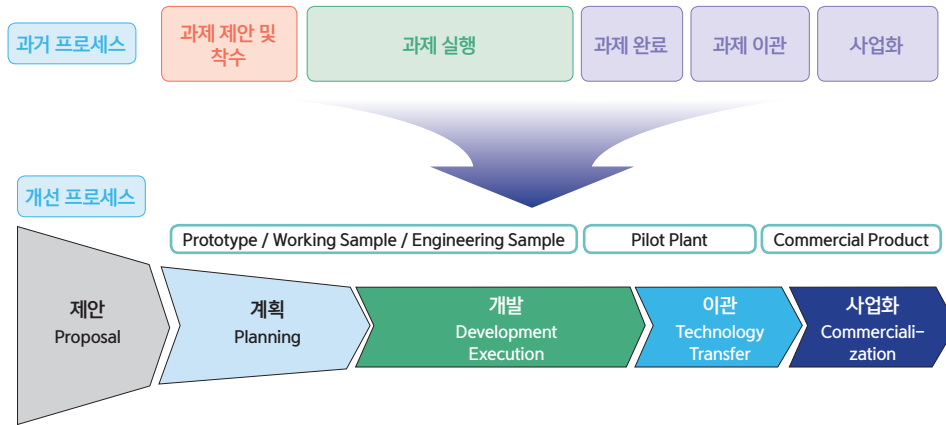 과거 프로세스
과제 제안 및
착수
과제 실행
과제 완료
과제 이관
사업화
개선 프로세스
Prototype / Working Sample / Engineering Sample
Pilot Plant
Commercial Product
제안
Proposal
계획
Planning
개발
Development
Execution
이관
Technology
Transfer
사업화
Commerciali-
zation